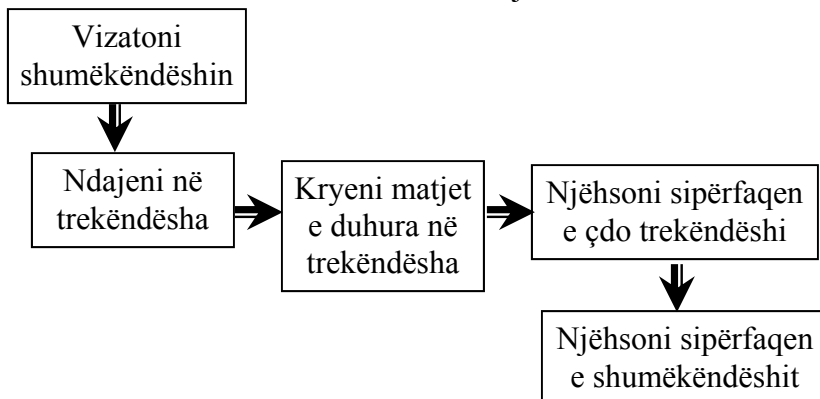 Vizatoni
shumëkëndëshin
Ndajeni në
trekëndësha
Kryeni matjet
e duhura në
trekëndësha
Njëhsoni sipërfaqen
e çdo trekëndëshi
Njëhsoni sipërfaqen
e shumëkëndëshit